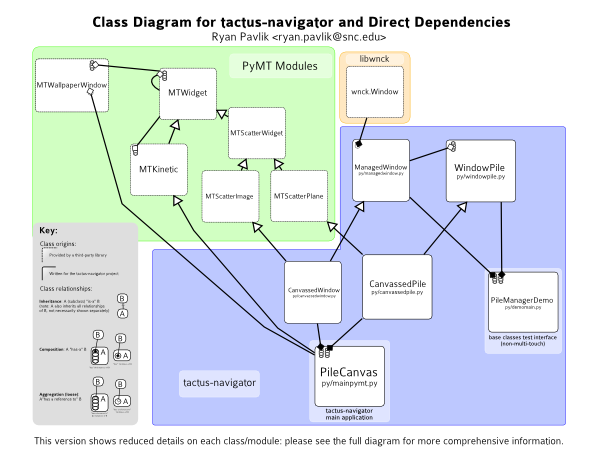 Class Diagram for tactus-navigator and Direct Dependencies
Ryan Pavlik <ryan.pavlik@snc.edu>
PyMT Modules
libwnck
MTWallpaperWindow
MTWidget
wnck.Window
MTScatterWidget
MTKinetic
ManagedWindow
py/managedwindow.py
WindowPile
py/windowpile.py
MTScatterImage
MTScatterPlane
Key:
Class origins:
Provided by a third-party library
Written for the tactus-navigator project
Class relationships:
Inheritance: A (subclass) "is-a" B
(note: A also inherits all relationships
of B, not necessarily shown separately)
B
A
Composition: A "has-a" B
B
B
A
A
Aggregation (loose)
A "has a reference to" B
B
B
A
A
CanvassedWindow
py/canvassedwindow.py
CanvassedPile
py/canvassedpile.py
PileManagerDemo
py/demomain.py
base classes test interface
(non-multi-touch)
PileCanvas
py/mainpymt.py
tactus-navigator
main application
tactus-navigator
This version shows reduced details on each class/module: please see the full diagram for more comprehensive information.